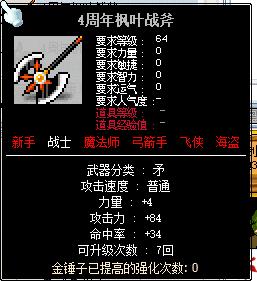 4周年枫叶战斧
要求等级: 64
要求力量: 0
要求敏捷: -
要求智力: 0
要求运气: 0
要求人气度: -
道具等级: -
道具经验值: -
新手 战士 魔法师 弓箭手 飞侠 海盗
武器分类 : 矛
攻击速度 : 普通
力量 : +4
攻击力 : +84
命中率 : +34
可升级次数 : 7回
金锤子已提高的强化次数: 0